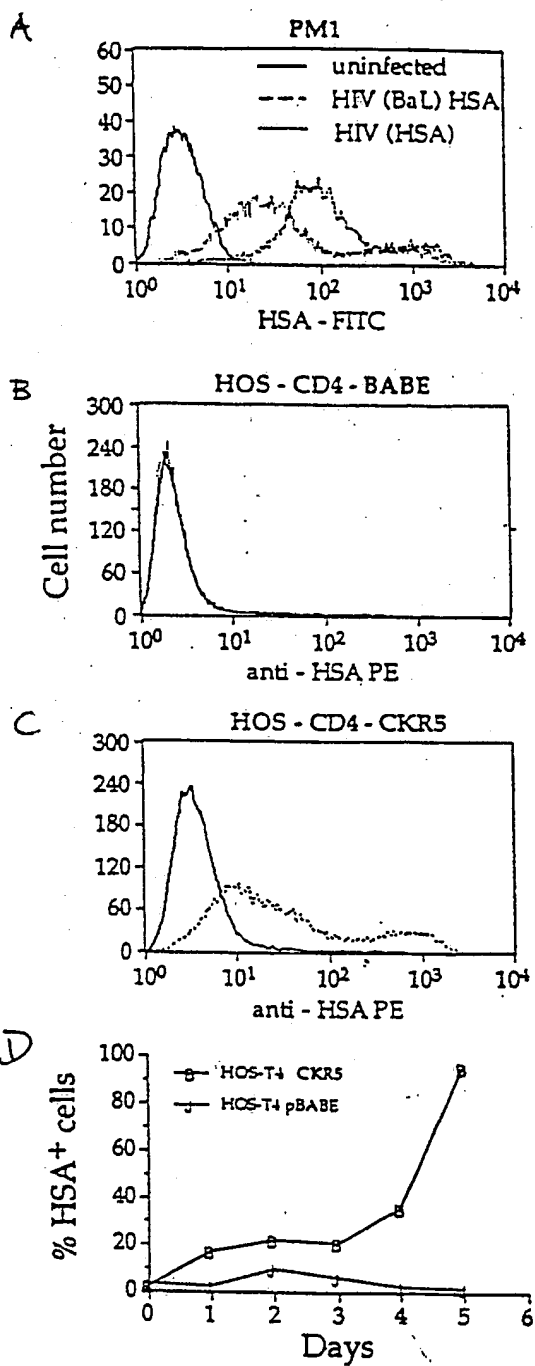 A
PM1
60
50
40
30
20
10
0
uninfected
HIV (BaL) HSA
HIV (HSA)
10⁰ 10¹ 10² 10³ 10⁴
HSA - FITC
B
HOS - CD4 - BABE
300
240
180
120
60
0
Cell number
10⁰ 10¹ 10² 10³ 10⁴
anti - HSA PE
C
HOS - CD4 - CKR5
300
240
180
120
60
0
10⁰ 10¹ 10² 10³ 10⁴
anti - HSA PE
D
100
80
60
40
20
0
% HSA⁺ cells
HOS-T4 CKR5
HOS-T4 pBABE
0 1 2 3 4 5 6
Days